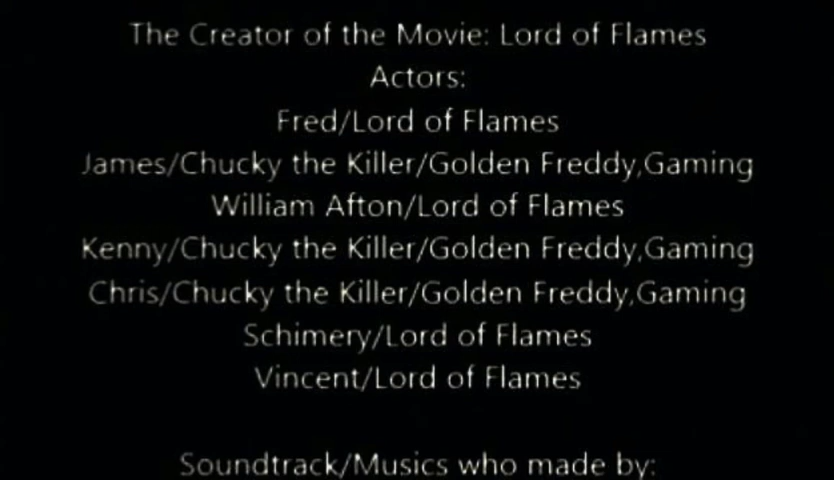 The Creator of the Movie: Lord of Flames
Actors:
Fred/Lord of Flames
James/Chucky the Killer/Golden Freddy,Gaming
William Afton/Lord of Flames
Kenny/Chucky the Killer/Golden Freddy,Gaming
Chris/Chucky the Killer/Golden Freddy,Gaming
Schimery/Lord of Flames
Vincent/Lord of Flames
Soundtrack/Musics who made by: